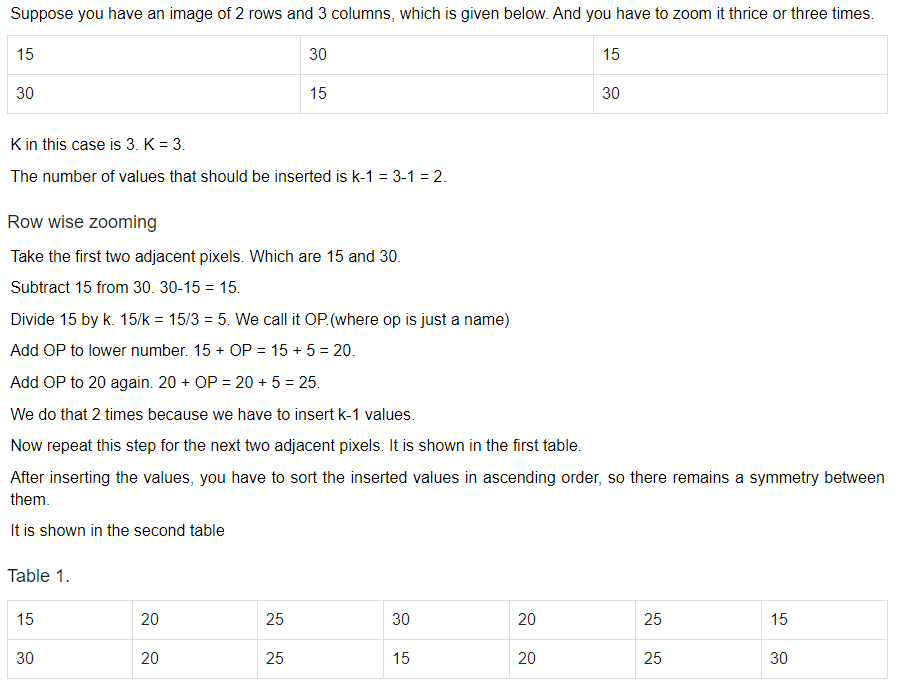 Suppose you have an image of 2 rows and 3 columns, which is given below. And you have to zoom it thrice or three times.
15 30 15
30 15 30
K in this case is 3. K = 3.
The number of values that should be inserted is k-1 = 3-1 = 2.
Row wise zooming
Take the first two adjacent pixels. Which are 15 and 30.
Subtract 15 from 30. 30-15 = 15.
Divide 15 by k. 15/k = 15/3 = 5. We call it OP.(where op is just a name)
Add OP to lower number. 15 + OP = 15 + 5 = 20.
Add OP to 20 again. 20 + OP = 20 + 5 = 25.
We do that 2 times because we have to insert k-1 values.
Now repeat this step for the next two adjacent pixels. It is shown in the first table.
After inserting the values, you have to sort the inserted values in ascending order, so there remains a symmetry between
them.
It is shown in the second table
Table 1.
15 20 25 30 20 25 15
30 20 25 15 20 25 30